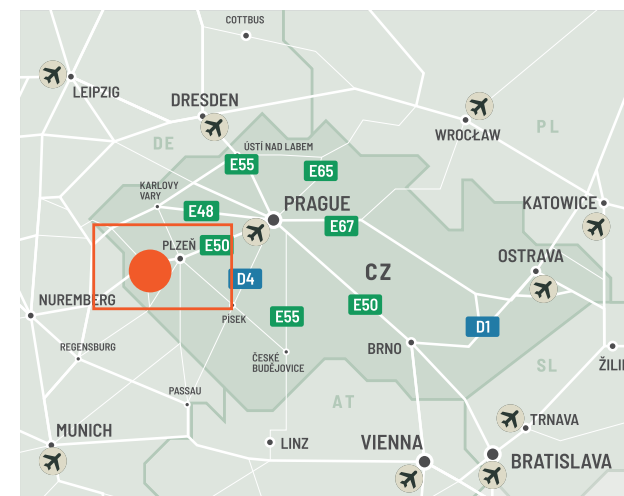 COTTBUS
LEIPZIG
DRESDEN
WROCŁAW
PL
DE
ÚSTÍ NAD LABEM
E55
E65
KARLOVY
VARY
E48
PRAGUE
KATOWICE
E67
PLZEŇ
E50
OSTRAVA
CZ
D4
NUREMBERG
E50
PÍSEK
E55
D1
REGENSBURG
BRNO
ČESKÉ
BUDĚJOVICE
SL
ŽILI
PASSAU
AT
MUNICH
TRNAVA
LINZ
VIENNA
BRATISLAVA